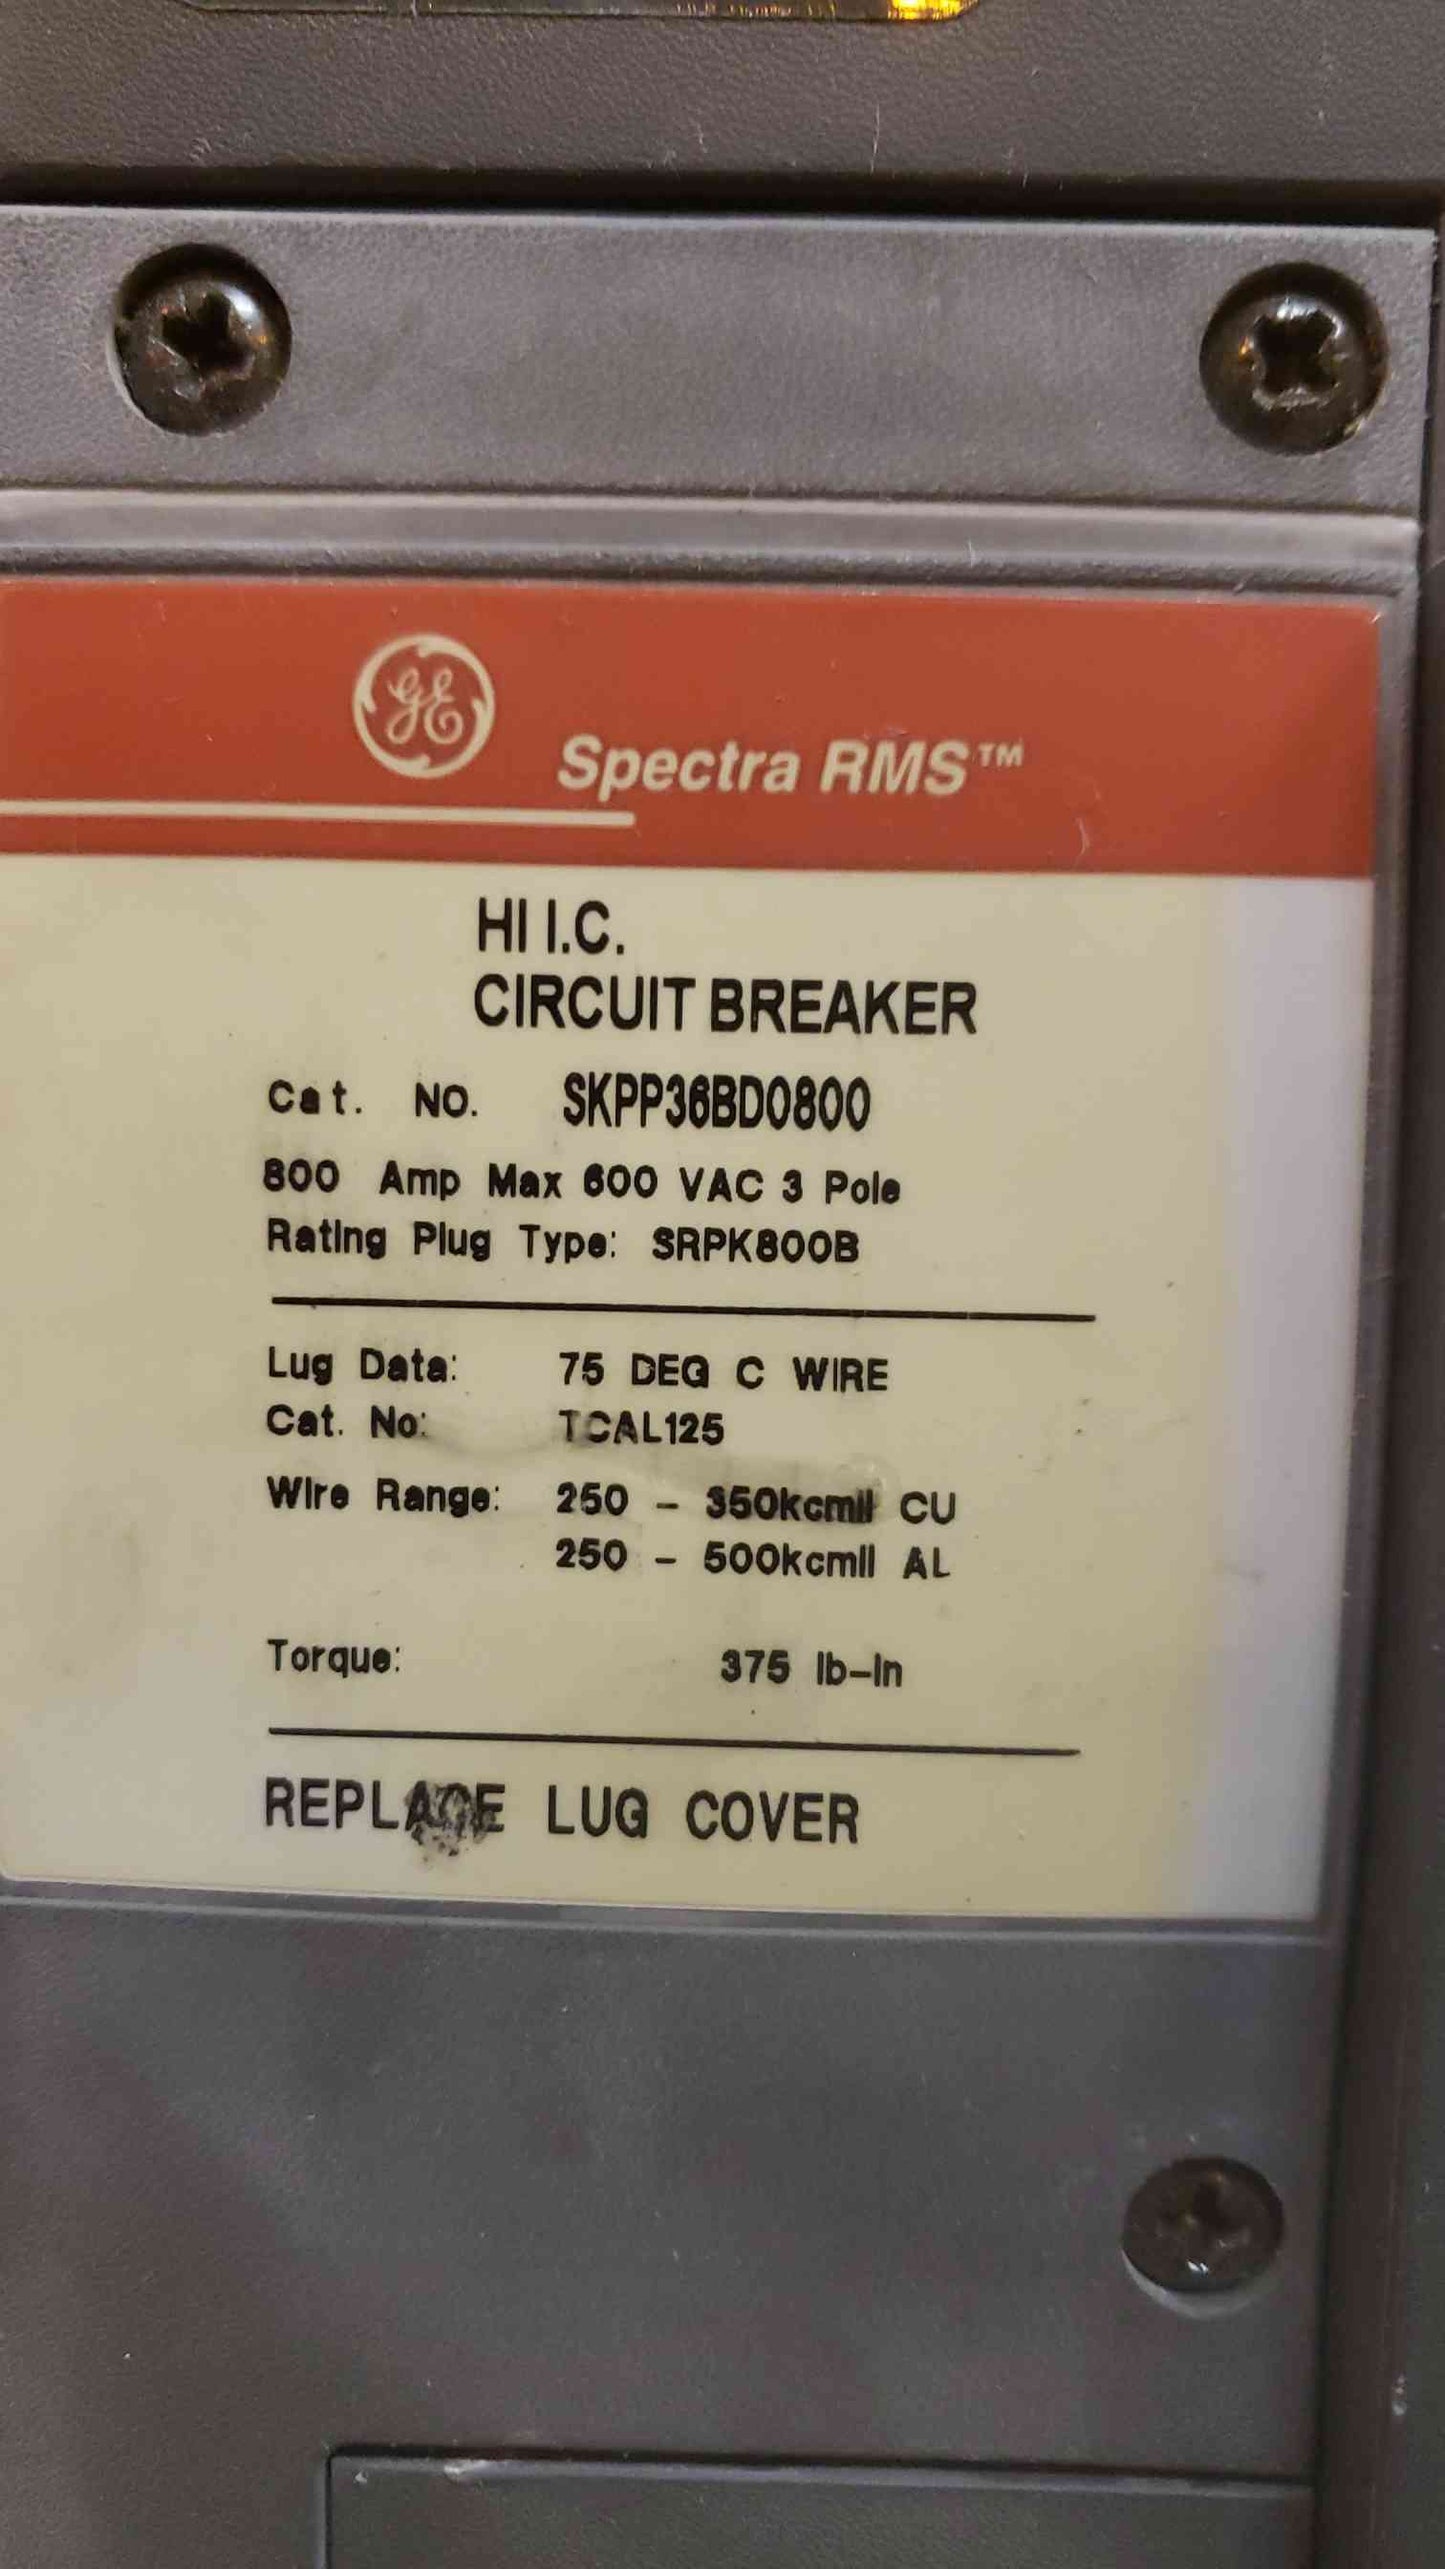 GE
Spectra RMS™
HI I.C.
CIRCUIT BREAKER
Cat. NO. SKPP36BD0800
800 Amp Max 600 VAC 3 Pole
Rating Plug Type: SRPK800B
Lug Data: 75 DEG C WIRE
Cat. No: TCAL125
Wire Range: 250 - 350kcmil CU
250 - 500kcmil AL
Torque: 375 lb-in
REPLACE LUG COVER